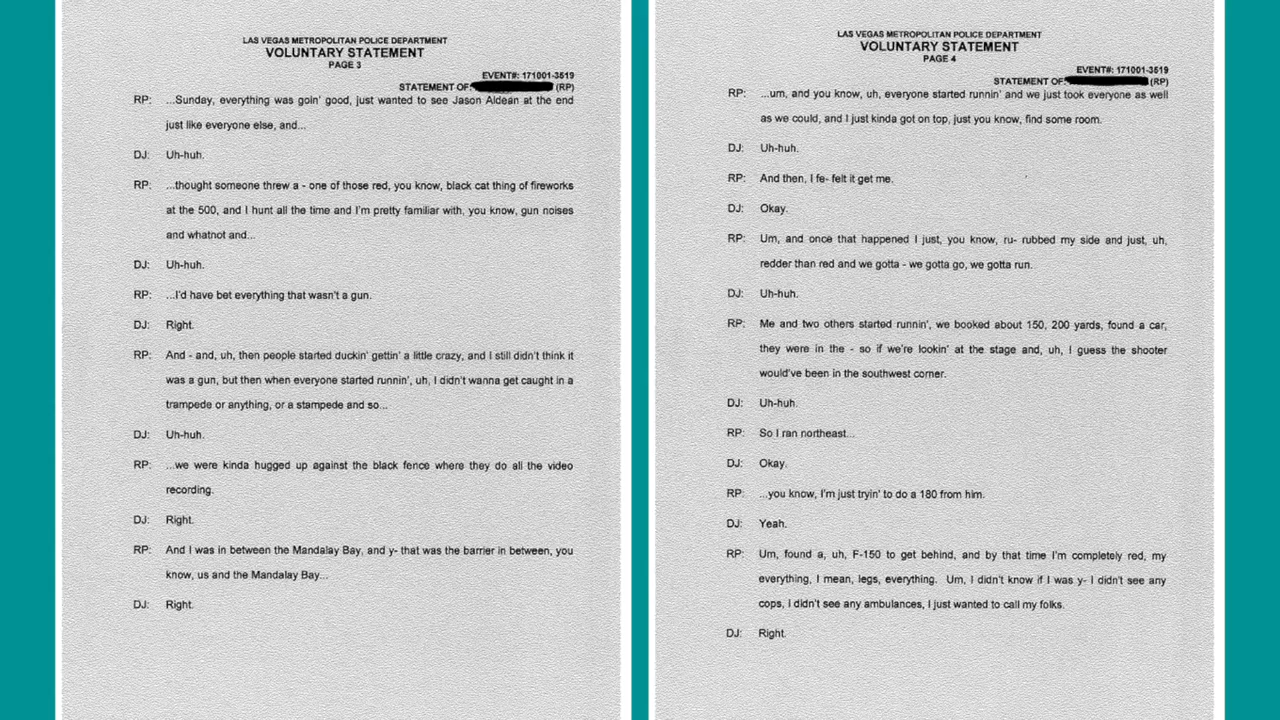 LAS VEGAS METROPOLITAN POLICE DEPARTMENT
VOLUNTARY STATEMENT
PAGE 3
EVENT#: 171001-3519
STATEMENT OF: (RP)
RP: ...Sunday, everything was goin' good, just wanted to see Jason Aldean at the end
just like everyone else, and...
DJ: Uh-huh.
RP: ...thought someone threw a - one of those red, you know, black cat thing of fireworks
at the 500, and I hunt all the time and I'm pretty familiar with, you know, gun noises
and whatnot and...
DJ: Uh-huh.
RP: ...I'd have bet everything that wasn't a gun.
DJ: Right.
RP: And - and, uh, then people started duckin' gettin' a little crazy, and I still didn't think it
was a gun, but then when everyone started runnin', uh, I didn't wanna get caught in a
trampede or anything, or a stampede and so...
DJ: Uh-huh.
RP: ...we were kinda hugged up against the black fence where they do all the video
recording.
DJ: Right.
RP: And I was in between the Mandalay Bay, and y- that was the barrier in between, you
know, us and the Mandalay Bay...
DJ: Right.
LAS VEGAS METROPOLITAN POLICE DEPARTMENT
VOLUNTARY STATEMENT
PAGE 4
EVENT#: 171001-3519
STATEMENT OF: (RP)
RP: ...um, and you know, uh, everyone started runnin' and we just took everyone as well
as we could, and I just kinda got on top, just you know, find some room.
DJ: Uh-huh.
RP: And then, I fe- felt it get me.
DJ: Okay.
RP: Um, and once that happened I just, you know, ru- rubbed my side and just, uh,
redder than red and we gotta - we gotta go, we gotta run.
DJ: Uh-huh.
RP: Me and two others started runnin', we booked about 150, 200 yards, found a car,
they were in the - so if we're lookin' at the stage and, uh, I guess the shooter
would've been in the southwest corner.
DJ: Uh-huh.
RP: So I ran northeast...
DJ: Okay.
RP: ...you know, I'm just tryin' to do a 180 from him.
DJ: Yeah.
RP: Um, found a, uh, F-150 to get behind, and by that time I'm completely red, my
everything, I mean, legs, everything. Um, I didn't know if I was y- I didn't see any
cops, I didn't see any ambulances, I just wanted to call my folks.
DJ: Right.